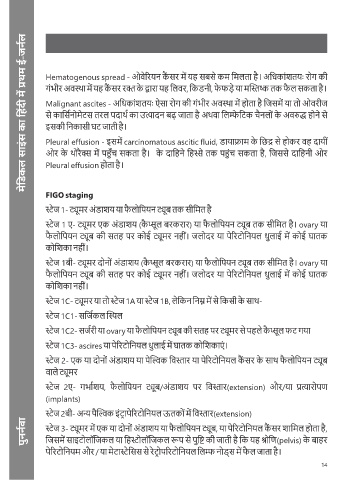 मेडिकल साइंस का हिंदी में प्रथम ई-जर्नल
Hematogenous spread - ओवेरियन कैंसर में यह सबसे कम मिलता है। अधिकांशतः रोग की
गंभीर अवस्था में यह कैंसर रक्त के द्वारा यह लिवर, किडनी, फेफड़े या मस्तिष्क तक फैल सकता है।
Malignant ascites - अधिकांशतयः ऐसा रोग की गंभीर अवस्था में होता है जिसमें या तो ओवरीज
से कार्सिनोमेटस तरल पदार्थ का उत्पादन बढ़ जाता है अथवा लिम्फेटिक चैनलों के अवरुद्ध होने से
इसकी निकासी घट जाती है।
Pleural effusion - इसमें carcinomatous ascitic fluid, डायाफ्राम के छिद्र से होकर वह दायीं
ओर के थोरैक्स में पहुँच सकता है। के दाहिने हिस्से तक पहुंच सकता है, जिससे दाहिनी ओर
Pleural effusion होता है।
FIGO staging
स्टेज 1- ट्यूमर अंडाशय या फैलोपियन ट्यूब तक सीमित है
स्टेज 1 ए- ट्यूमर एक अंडाशय (कैप्सूल बरकरार) या फैलोपियन ट्यूब तक सीमित है। ovary या
फैलोपियन ट्यूब की सतह पर कोई ट्यूमर नहीं। जलोदर या पेरिटोनियल धुलाई में कोई घातक
कोशिका नहीं।
स्टेज 1बी- ट्यूमर दोनों अंडाशय (कैप्सूल बरकरार) या फैलोपियन ट्यूब तक सीमित है। ovary या
फैलोपियन ट्यूब की सतह पर कोई ट्यूमर नहीं। जलोदर या पेरिटोनियल धुलाई में कोई घातक
कोशिका नहीं।
स्टेज 1C- ट्यूमर या तो स्टेज 1A या स्टेज 1B, लेकिन निम्न में से किसी के साथ-
स्टेज 1C1- सर्जिकल स्पिल
स्टेज 1C2- सर्जरी या ovary या फैलोपियन ट्यूब की सतह पर ट्यूमर से पहले कैप्सूल फट गया
स्टेज 1C3- ascires या पेरिटोनियल धुलाई में घातक कोशिकाएं।
स्टेज 2- एक या दोनों अंडाशय या पेल्विक विस्तार या पेरिटोनियल कैंसर के साथ फैलोपियन ट्यूब
वाले ट्यूमर
स्टेज 2ए- गर्भाशय, फैलोपियन ट्यूब/अंडाशय पर विस्तार(extension) और/या प्रत्यारोपण
(implants)
स्टेज 2बी- अन्य पैल्विक इंट्रापेरिटोनियल ऊतकों में विस्तार(extension)
स्टेज 3- ट्यूमर में एक या दोनों अंडाशय या फैलोपियन ट्यूब, या पेरिटोनियल कैंसर शामिल होता है,
जिसमें साइटोलॉजिकल या हिस्टोलॉजिकल रूप से पुष्टि की जाती है कि यह श्रोणि(pelvis) के बाहर
पेरिटोनियम और / या मेटास्टेसिस से रेट्रोपेरिटोनियल लिम्फ नोड्स में फैल जाता है।
पुनर्नवा
14